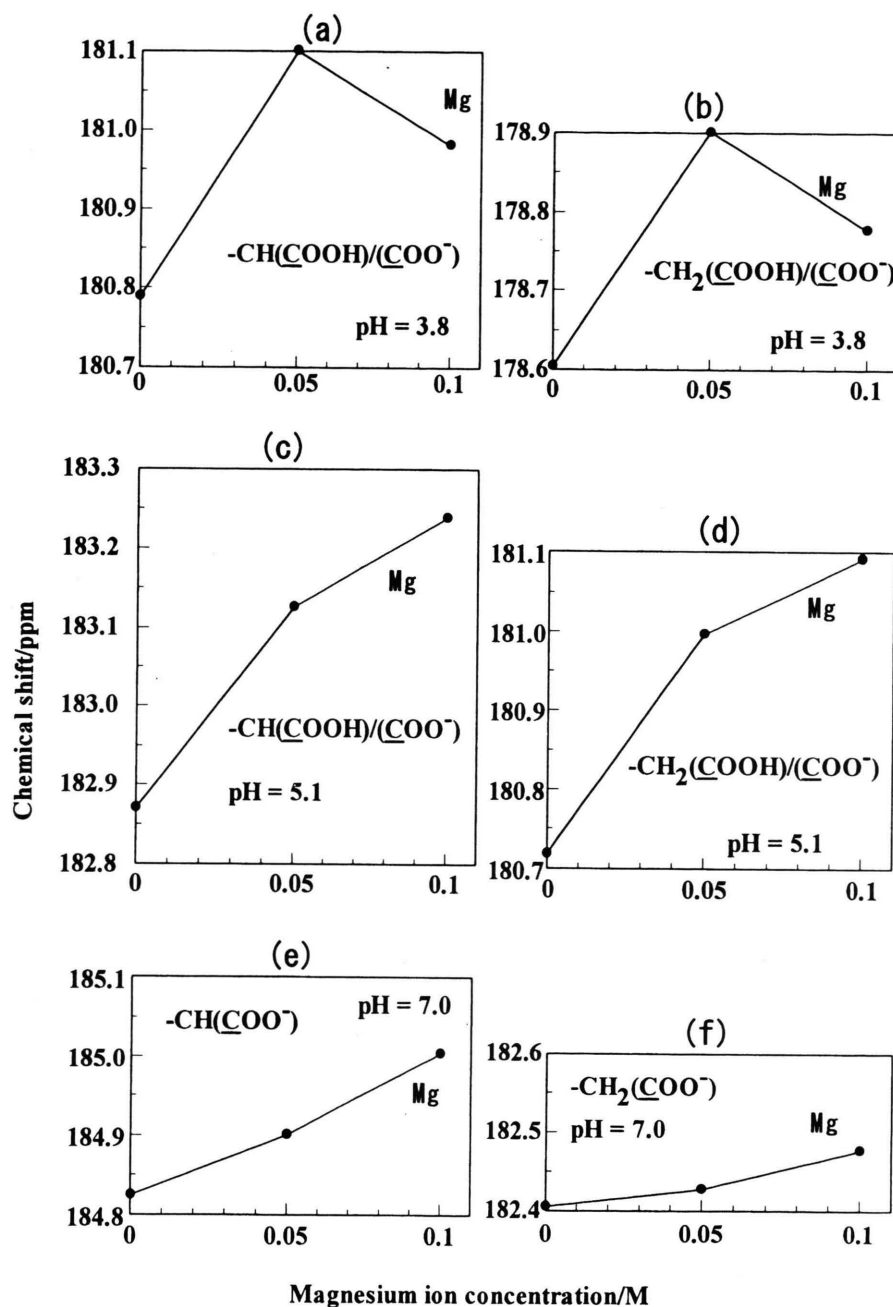 (a)
181.1
181.0
180.9
180.8
180.7
Mg
-CH(COOH)/(COO⁻)
pH = 3.8
0 0.05 0.1
(b)
178.9
178.8
178.7
178.6
Mg
-CH₂(COOH)/(COO⁻)
pH = 3.8
0 0.05 0.1
(c)
183.3
183.2
183.1
183.0
182.9
182.8
Mg
-CH(COOH)/(COO⁻)
pH = 5.1
0 0.05 0.1
(d)
181.1
181.0
180.9
180.8
180.7
Mg
-CH₂(COOH)/(COO⁻)
pH = 5.1
0 0.05 0.1
Chemical shift/ppm
(e)
185.1
185.0
184.9
184.8
-CH(COO⁻)
pH = 7.0
Mg
0 0.05 0.1
(f)
182.6
182.5
182.4
-CH₂(COO⁻)
pH = 7.0
Mg
0 0.05 0.1
Magnesium ion concentration/M